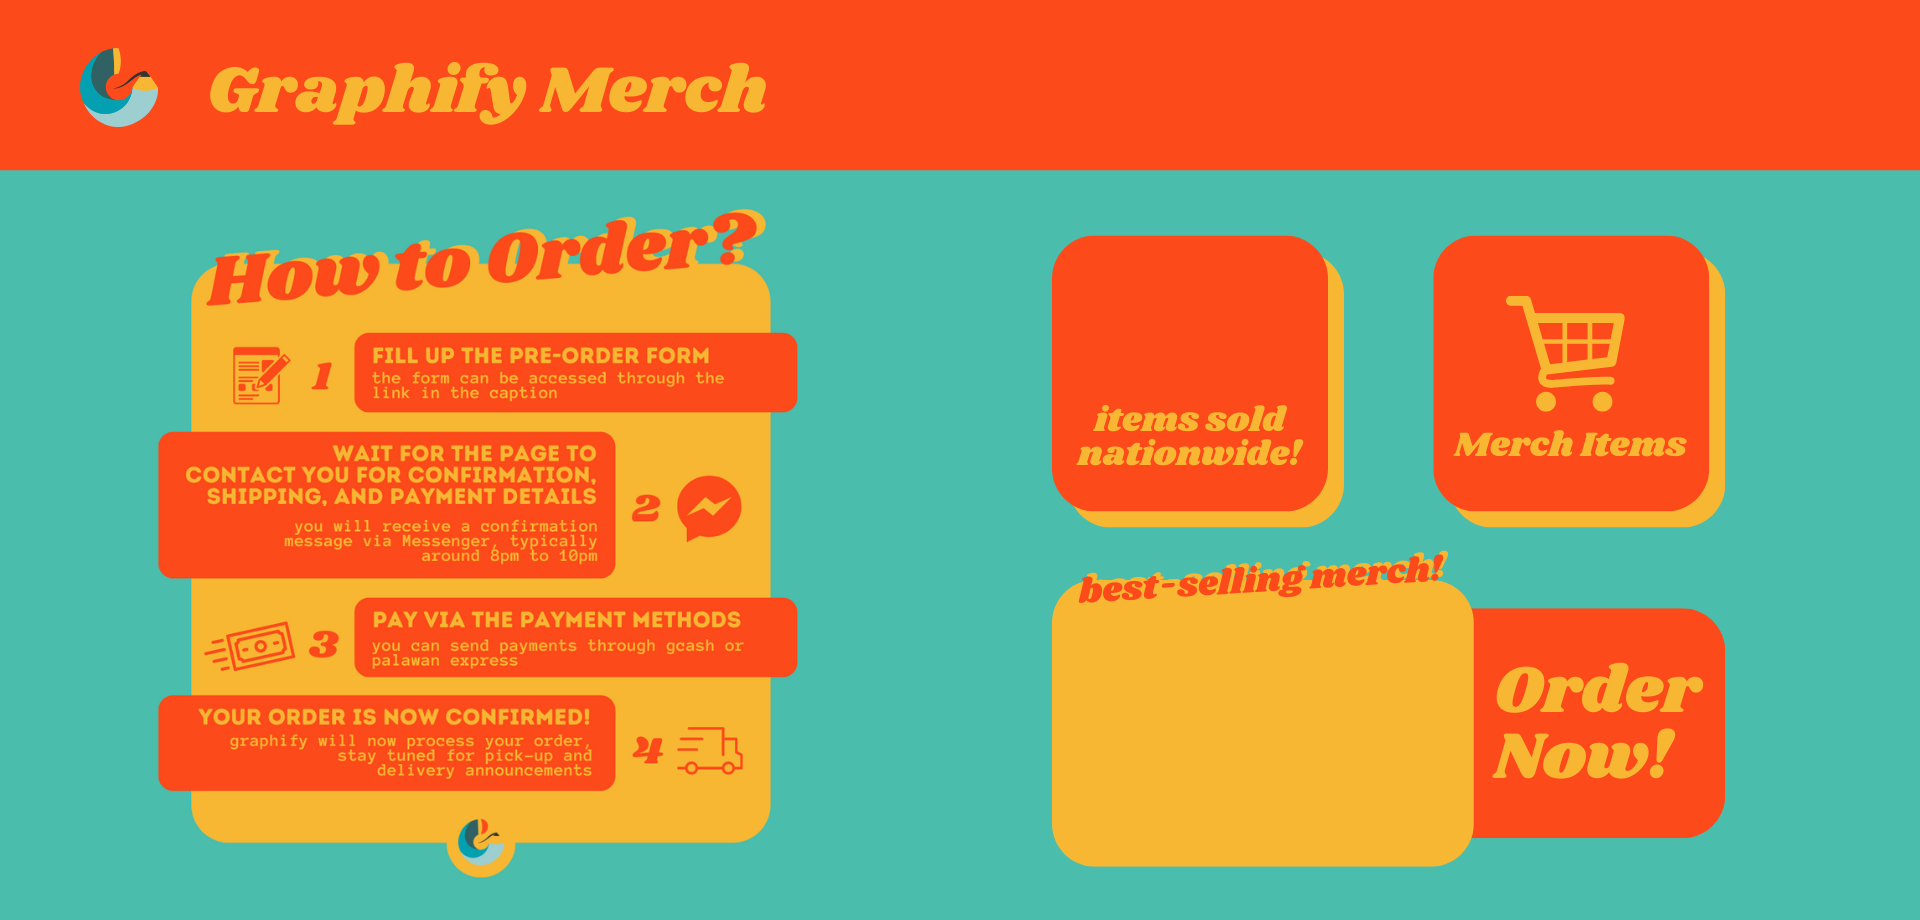 Graphify Merch
How to Order?
1
FILL UP THE PRE-ORDER FORM
the form can be accessed through the
link in the caption
WAIT FOR THE PAGE TO
CONTACT YOU FOR CONFIRMATION,
SHIPPING, AND PAYMENT DETAILS
you will receive a confirmation
message via Messenger, typically
around 8pm to 10pm
2
3
PAY VIA THE PAYMENT METHODS
you can send payments through gcash or
palawan express
YOUR ORDER IS NOW CONFIRMED!
graphify will now process your order,
stay tuned for pick-up and
delivery announcements
4
items sold
nationwide!
Merch Items
best-selling merch!
Order
Now!